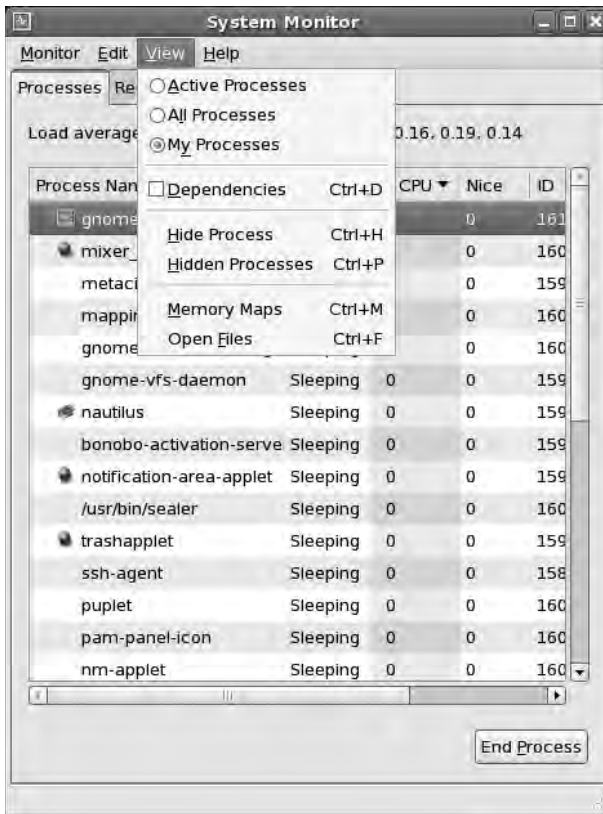 System Monitor
Monitor Edit View Help
Processes Re
Active Processes
All Processes
My Processes
Dependencies Ctrl+D
Hide Process Ctrl+H
Hidden Processes Ctrl+P
Memory Maps Ctrl+M
Open Files Ctrl+F
Load average 0.16, 0.19, 0.14
Process Nan CPU Nice ID
gnome 0 161
mixer_ 0 160
metaci 0 159
mappin 0 160
gnome 0 160
gnome-vfs-daemon Sleeping 0 0 159
nautilus Sleeping 0 0 159
bonobo-activation-serve Sleeping 0 0 159
notification-area-applet Sleeping 0 0 159
/usr/bin/sealer Sleeping 0 0 160
trashapplet Sleeping 0 0 159
ssh-agent Sleeping 0 0 158
puplet Sleeping 0 0 160
pam-panel-icon Sleeping 0 0 160
nm-applet Sleeping 0 0 160
End Process